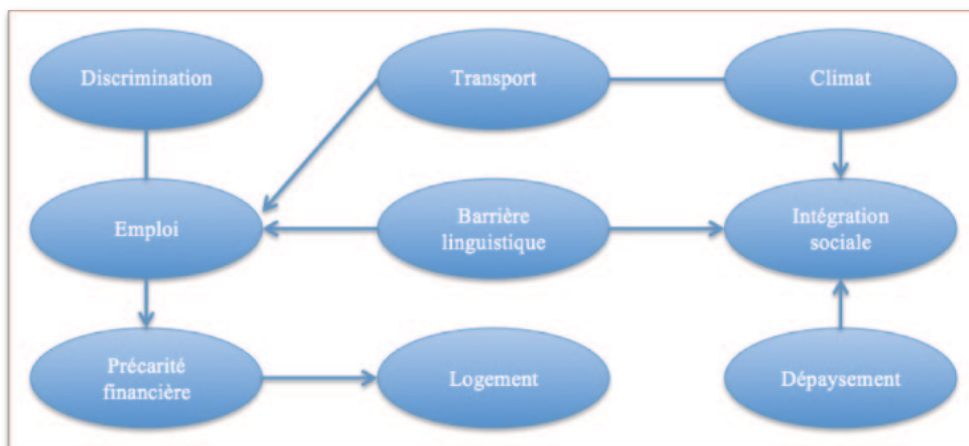 Discrimination
Transport
Climat
Emploi
Barrière
linguistique
Intégration
sociale
Précarité
financière
Logement
Dépaysement